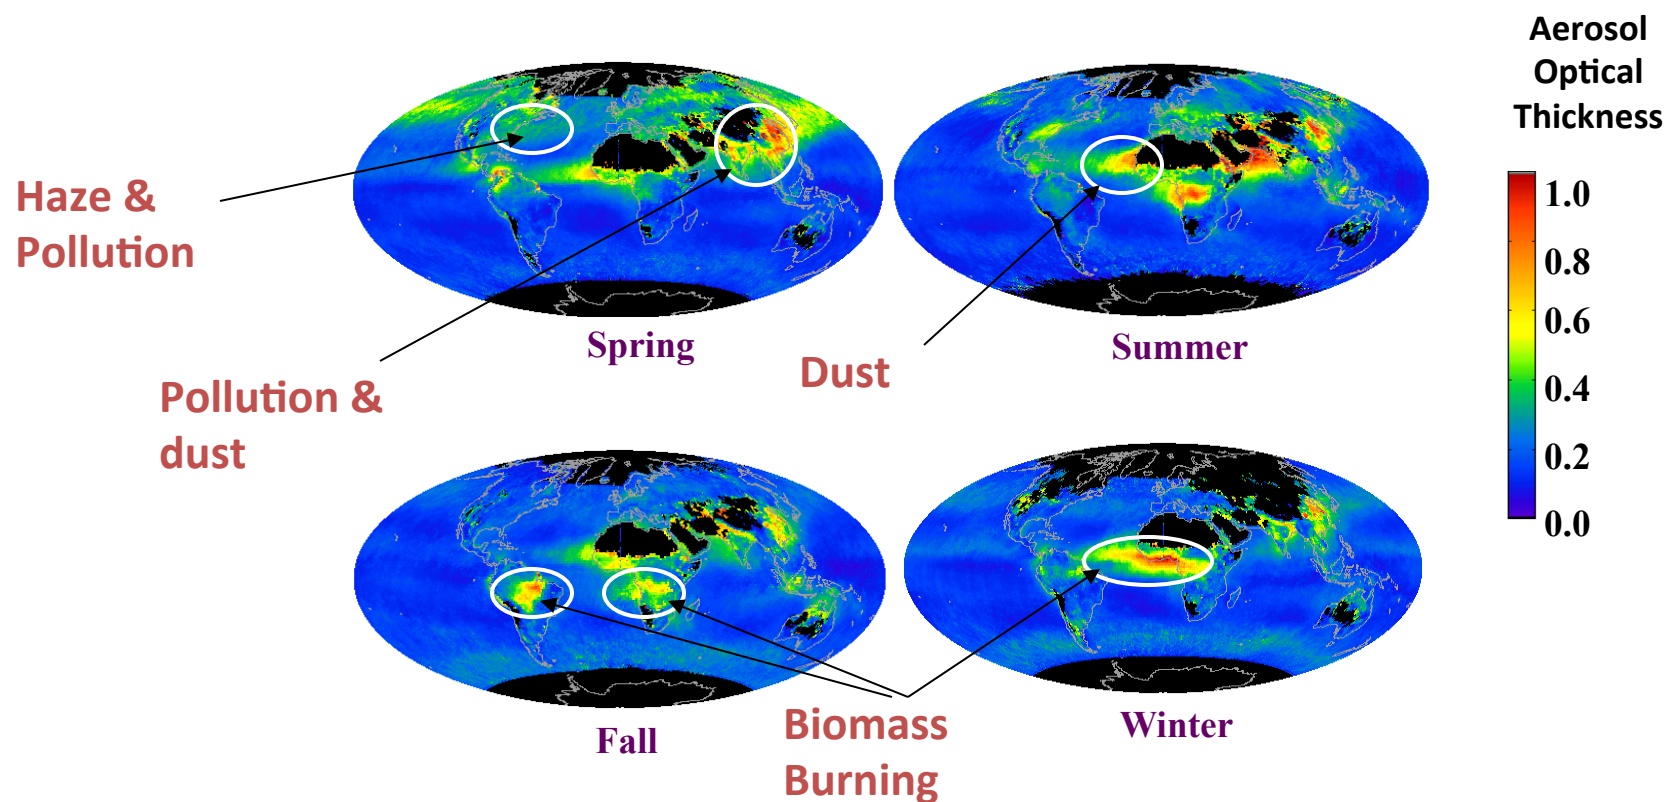 Aerosol
Optical
Thickness
Haze &
Pollution
Spring
Summer
1.0
0.8
0.6
0.4
0.2
0.0
Pollution &
dust
Dust
Fall
Biomass
Burning
Winter